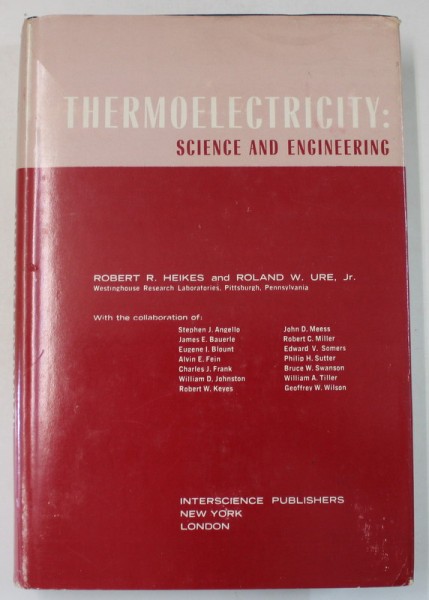 THERMOELECTRICITY:
SCIENCE AND ENGINEERING
ROBERT R. HEIKES and ROLAND W. URE, Jr.
Westinghouse Research Laboratories, Pittsburgh, Pennsylvania
With the collaboration of:
Stephen J. Angello
James E. Bauerle
Eugene I. Blount
Alvin E. Fein
Charles J. Frank
William D. Johnston
Robert W. Keyes
John D. Meess
Robert C. Miller
Edward V. Somers
Philip H. Sutter
Bruce W. Swanson
William A. Tiller
Geoffrey W. Wilson
INTERSCIENCE PUBLISHERS
NEW YORK
LONDON